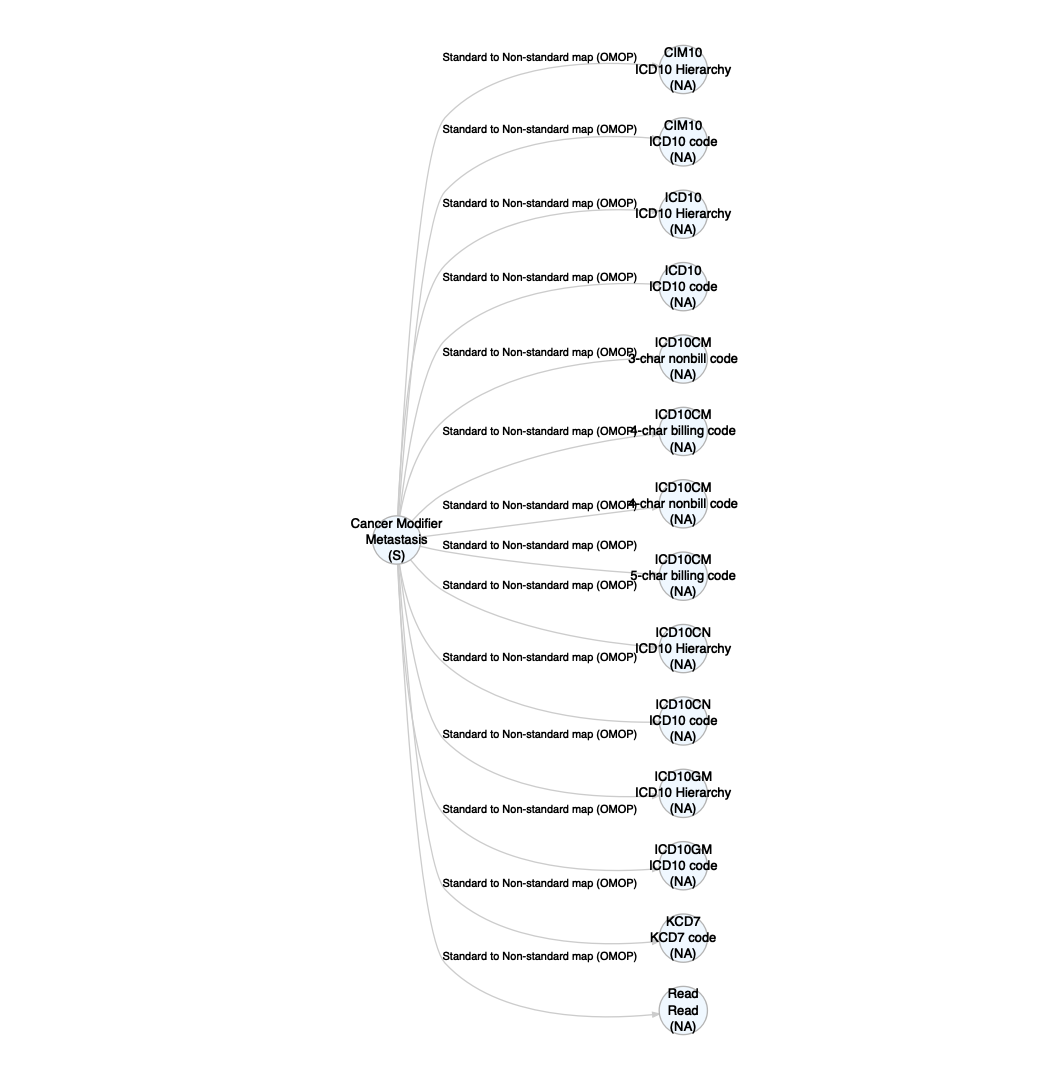 Standard to Non-standard map (OMOP)
CIM10
ICD10 Hierarchy
(NA)
Standard to Non-standard map (OMOP)
CIM10
ICD10 code
(NA)
Standard to Non-standard map (OMOP)
ICD10
ICD10 Hierarchy
(NA)
Standard to Non-standard map (OMOP)
ICD10
ICD10 code
(NA)
Standard to Non-standard map (OMOP)
ICD10CM
3-char nonbill code
(NA)
Standard to Non-standard map (OMOP)
ICD10CM
4-char billing code
(NA)
Standard to Non-standard map (OMOP)
ICD10CM
4-char nonbill code
(NA)
Cancer Modifier
Metastasis
(S)
Standard to Non-standard map (OMOP)
ICD10CM
5-char billing code
(NA)
Standard to Non-standard map (OMOP)
ICD10CN
ICD10 Hierarchy
(NA)
Standard to Non-standard map (OMOP)
ICD10CN
ICD10 code
(NA)
Standard to Non-standard map (OMOP)
ICD10GM
ICD10 Hierarchy
(NA)
Standard to Non-standard map (OMOP)
ICD10GM
ICD10 code
(NA)
Standard to Non-standard map (OMOP)
KCD7
KCD7 code
(NA)
Standard to Non-standard map (OMOP)
Read
Read
(NA)